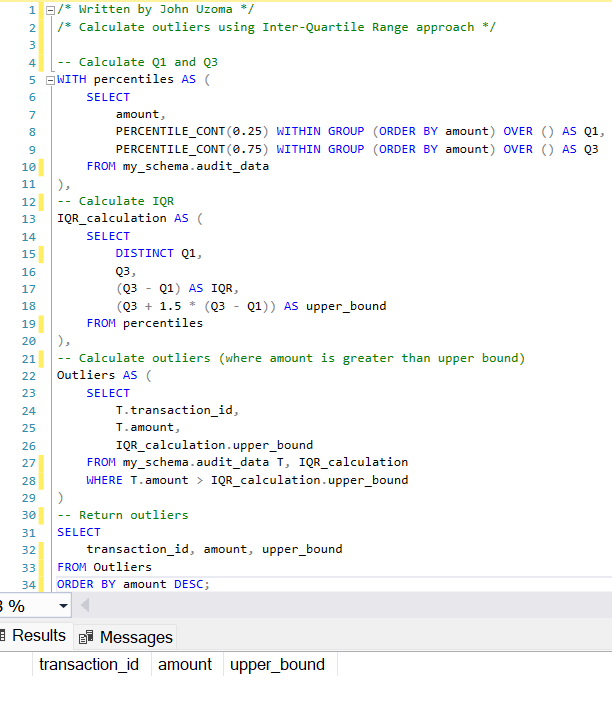 1 /* Written by John Uzoma */
2 /* Calculate outliers using Inter-Quartile Range approach */
3
4 -- Calculate Q1 and Q3
5 WITH percentiles AS (
6 SELECT
7 amount,
8 PERCENTILE_CONT(0.25) WITHIN GROUP (ORDER BY amount) OVER () AS Q1,
9 PERCENTILE_CONT(0.75) WITHIN GROUP (ORDER BY amount) OVER () AS Q3
10 FROM my_schema.audit_data
11 ),
12 -- Calculate IQR
13 IQR_calculation AS (
14 SELECT
15 DISTINCT Q1,
16 Q3,
17 (Q3 - Q1) AS IQR,
18 (Q3 + 1.5 * (Q3 - Q1)) AS upper_bound
19 FROM percentiles
20 ),
21 -- Calculate outliers (where amount is greater than upper bound)
22 Outliers AS (
23 SELECT
24 T.transaction_id,
25 T.amount,
26 IQR_calculation.upper_bound
27 FROM my_schema.audit_data T, IQR_calculation
28 WHERE T.amount > IQR_calculation.upper_bound
29 )
30 -- Return outliers
31 SELECT
32 transaction_id, amount, upper_bound
33 FROM Outliers
34 ORDER BY amount DESC;
%
Results Messages
transaction_id amount upper_bound